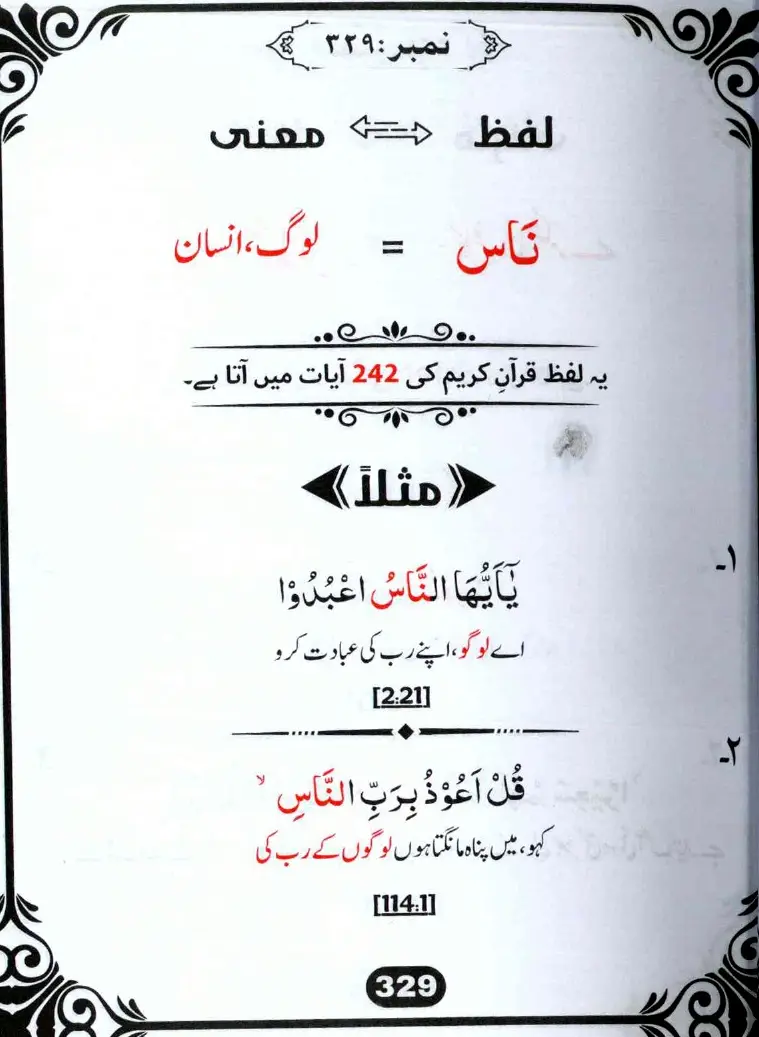 نمبر:۳۲۹
لفظ ⇐⇒ معنی
نَاس = لوگ،انسان
یہ لفظ قرآنِ کریم کی 242 آیات میں آتا ہے۔
مثلاً
۱۔
يٰٓاَيُّهَا النَّاسُ اعْبُدُوْا
اے لوگو،اپنے رب کی عبادت کرو
[2:21]
۲۔
قُلْ اَعُوْذُ بِرَبِّ النَّاسِ ۙ
کہو، میں پناہ مانگتا ہوں لوگوں کے رب کی
[114:1]
329